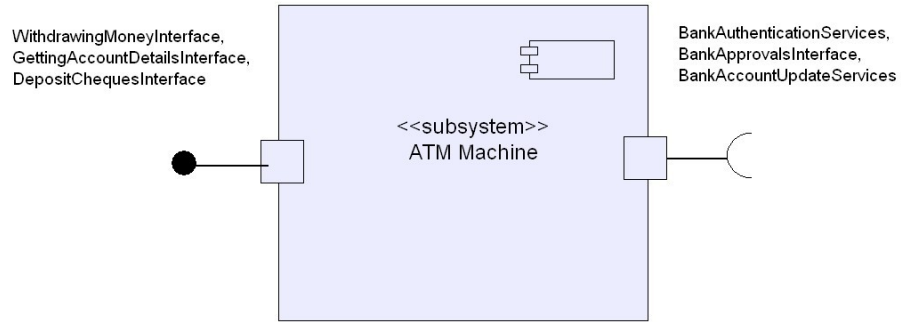 WithdrawingMoneyInterface,
GettingAccountDetailsInterface,
DepositChequesInterface
<<subsystem>>
ATM Machine
BankAuthenticationServices,
BankApprovalsInterface,
BankAccountUpdateServices